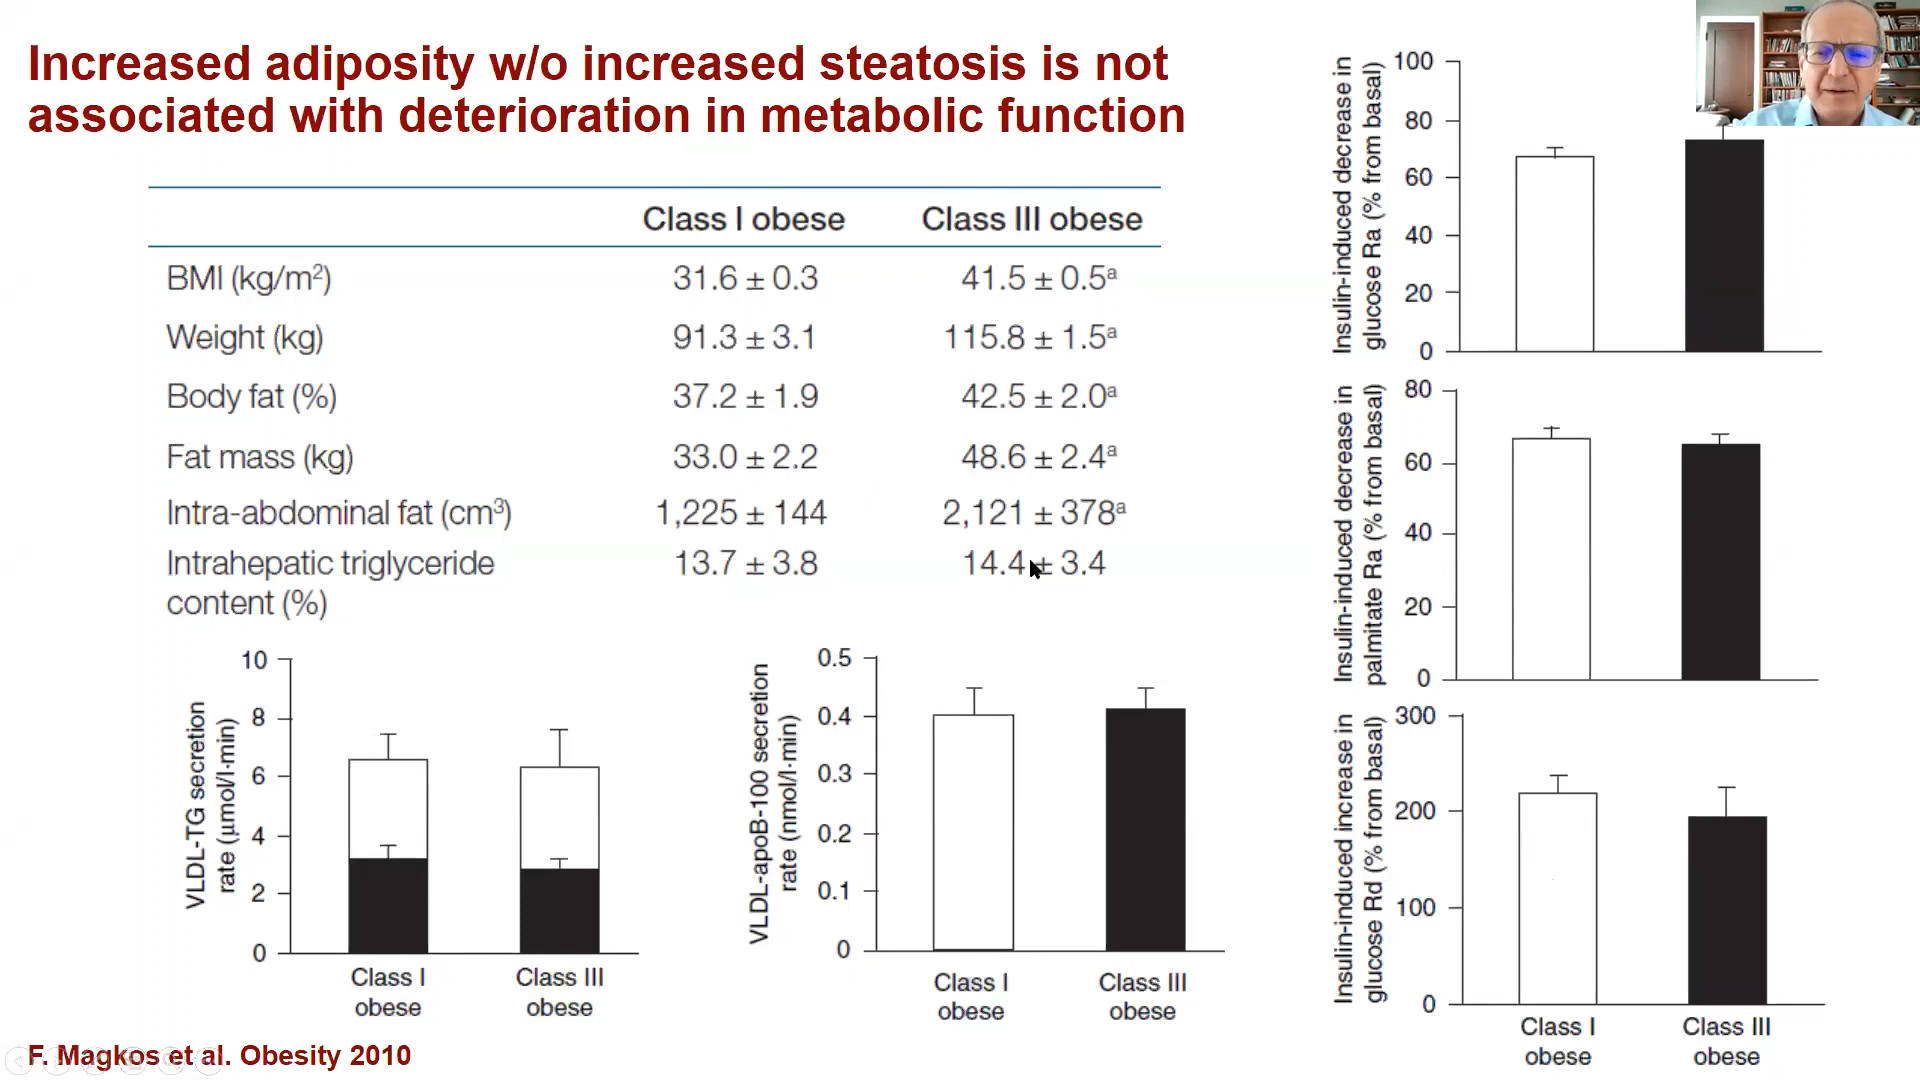 Increased adiposity w/o increased steatosis is not
associated with deterioration in metabolic function
Class I obese Class III obese
BMI (kg/m²) 31.6 ± 0.3 41.5 ± 0.5ᵃ
Weight (kg) 91.3 ± 3.1 115.8 ± 1.5ᵃ
Body fat (%) 37.2 ± 1.9 42.5 ± 2.0ᵃ
Fat mass (kg) 33.0 ± 2.2 48.6 ± 2.4ᵃ
Intra-abdominal fat (cm³) 1,225 ± 144 2,121 ± 378ᵃ
Intrahepatic triglyceride 13.7 ± 3.8 14.4 ± 3.4
content (%)
VLDL-TG secretion
rate (μmol/l·min)
10
8
6
4
2
0
Class I
obese
Class III
obese
VLDL-apoB-100 secretion
rate (nmol/l·min)
0.5
0.4
0.3
0.2
0.1
0
Class I
obese
Class III
obese
Insulin-induced decrease in
glucose Ra (% from basal)
100
80
60
40
20
0
Insulin-induced decrease in
palmitate Ra (% from basal)
80
60
40
20
0
Insulin-induced increase in
glucose Rd (% from basal)
300
200
100
0
Class I
obese
Class III
obese
F. Magkos et al. Obesity 2010